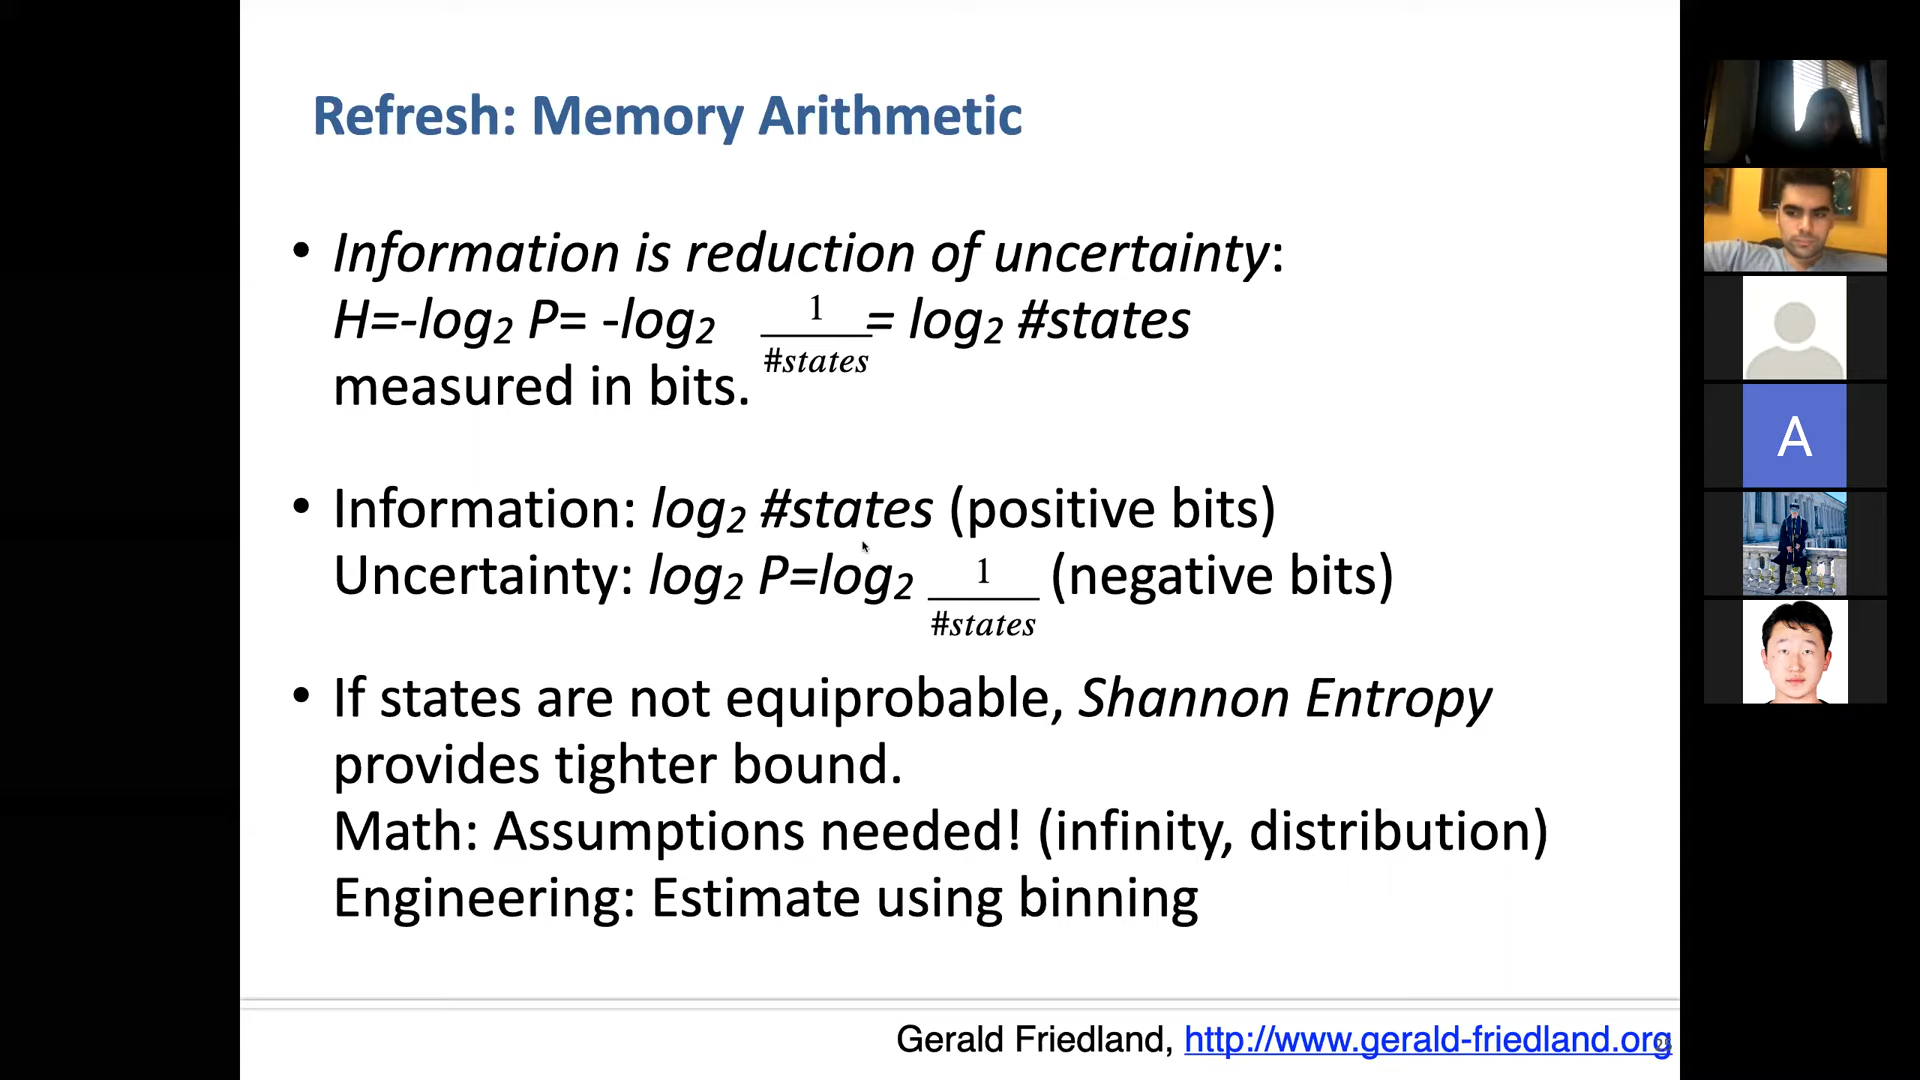 Refresh: Memory Arithmetic
• Information is reduction of uncertainty:
H=-log₂ P= -log₂ 1/#states = log₂ #states
measured in bits.
• Information: log₂ #states (positive bits)
Uncertainty: log₂ P=log₂ 1/#states (negative bits)
• If states are not equiprobable, Shannon Entropy
provides tighter bound.
Math: Assumptions needed! (infinity, distribution)
Engineering: Estimate using binning
Gerald Friedland, http://www.gerald-friedland.org
A